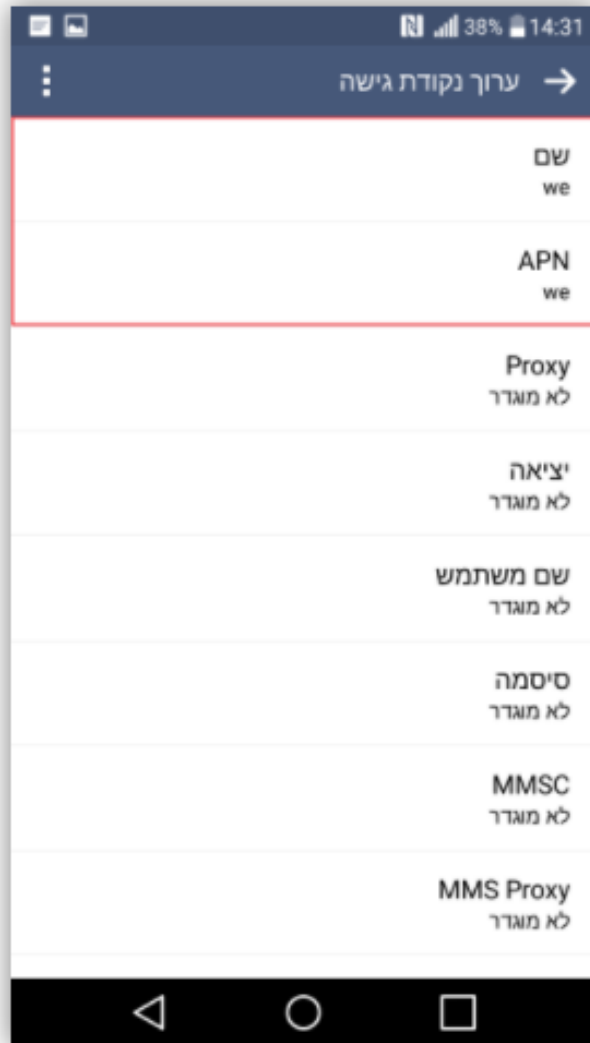 38% 14:31
ערוך נקודת גישה
שם
we
APN
we
Proxy
לא מוגדר
יציאה
לא מוגדר
שם משתמש
לא מוגדר
סיסמה
לא מוגדר
MMSC
לא מוגדר
MMS Proxy
לא מוגדר